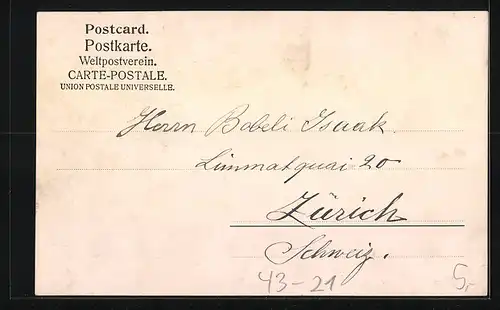 Postcard.
Postkarte.
Weltpostverein.
CARTE-POSTALE.
UNION POSTALE UNIVERSELLE.
Herrn Bobeli Isaak.
Limmatquai 20
Zürich
Schweiz.
43-21
5,-